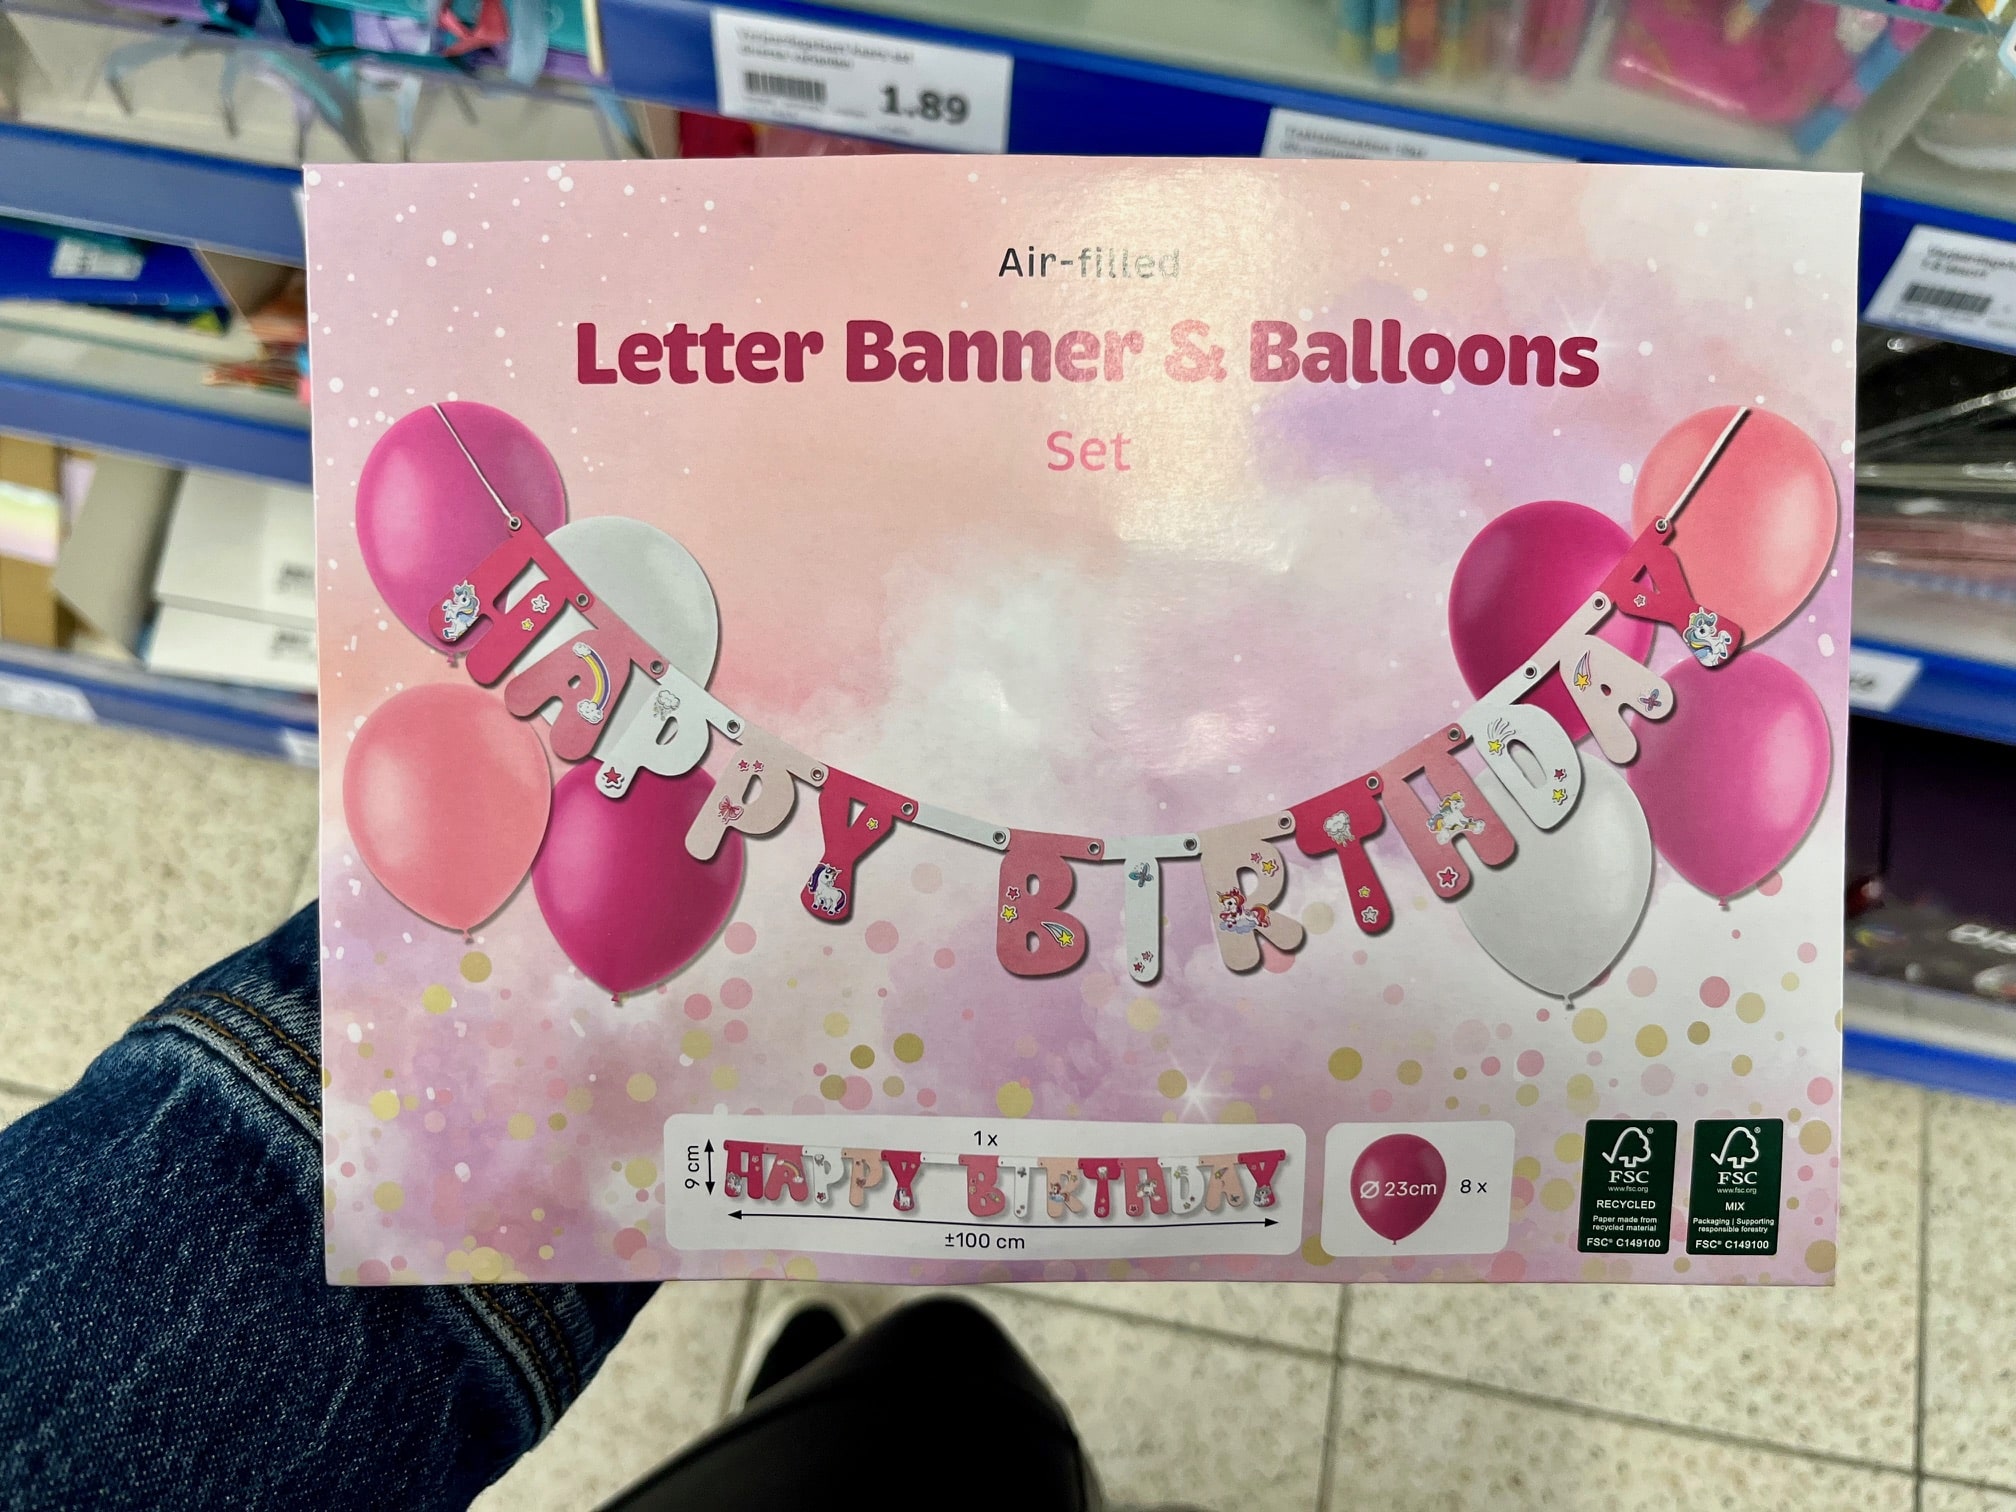 1.89
Air-filled
Letter Banner & Balloons
Set
HAPPY BIRTHDAY
1 x
9 cm
HAPPY BIRTHDAY
±100 cm
Ø 23cm
8 x
FSC
www.fsc.org
RECYCLED
Paper made from
recycled material
FSC® C149100
FSC
www.fsc.org
MIX
Packaging | Supporting
responsible forestry
FSC® C149100